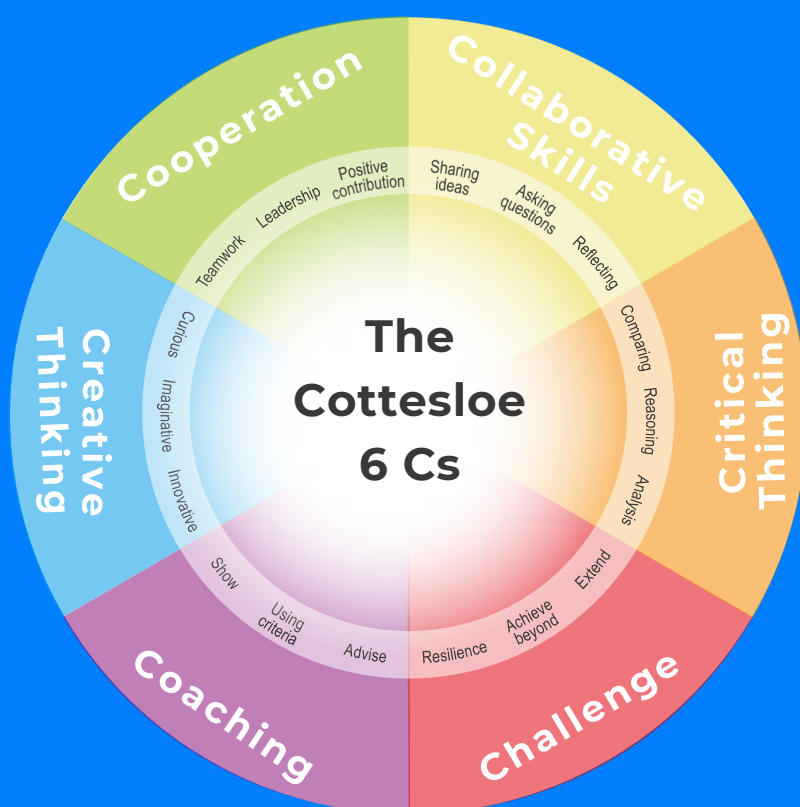 The
Cottesloe
6 Cs
Cooperation
Teamwork
Leadership
Positive
contribution
Collaborative
Skills
Sharing
ideas
Asking
questions
Reflecting
Critical
Thinking
Comparing
Reasoning
Analysis
Challenge
Extend
Achieve
beyond
Resilience
Coaching
Advise
Using
criteria
Show
Creative
Thinking
Innovative
Imaginative
Curious